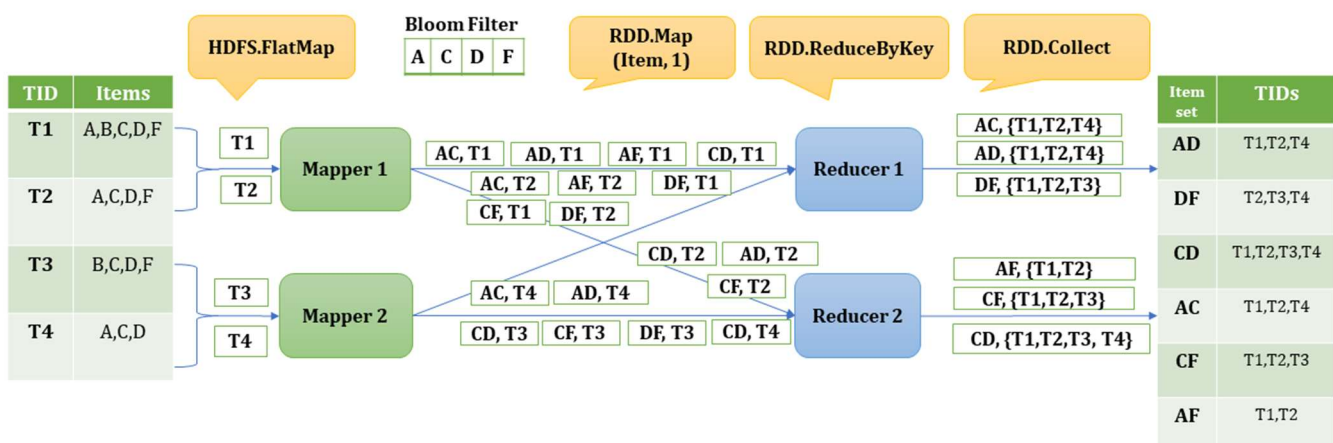 Bloom Filter
A C D F
HDFS.FlatMap
RDD.Map
(Item, 1)
RDD.ReduceByKey
RDD.Collect
TID Items
T1 A,B,C,D,F
T2 A,C,D,F
T3 B,C,D,F
T4 A,C,D
T1
T2
T3
T4
Mapper 1
Mapper 2
AC, T1 AD, T1 AF, T1 CD, T1
AC, T2 AF, T2 DF, T1
CF, T1 DF, T2
CD, T2 AD, T2
CF, T2
AC, T4 AD, T4
CD, T3 CF, T3 DF, T3 CD, T4
Reducer 1
Reducer 2
AC, {T1,T2,T4}
AD, {T1,T2,T4}
DF, {T1,T2,T3}
AF, {T1,T2}
CF, {T1,T2,T3}
CD, {T1,T2,T3, T4}
Item
set
TIDs
AD T1,T2,T4
DF T2,T3,T4
CD T1,T2,T3,T4
AC T1,T2,T4
CF T1,T2,T3
AF T1,T2